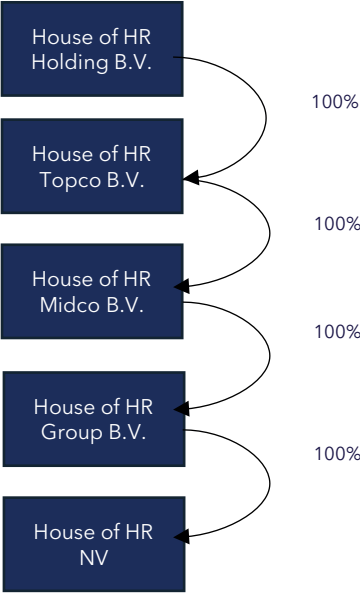 House of HR
Holding B.V.
100%
House of HR
Topco B.V.
100%
House of HR
Midco B.V.
100%
House of HR
Group B.V.
100%
House of HR
NV